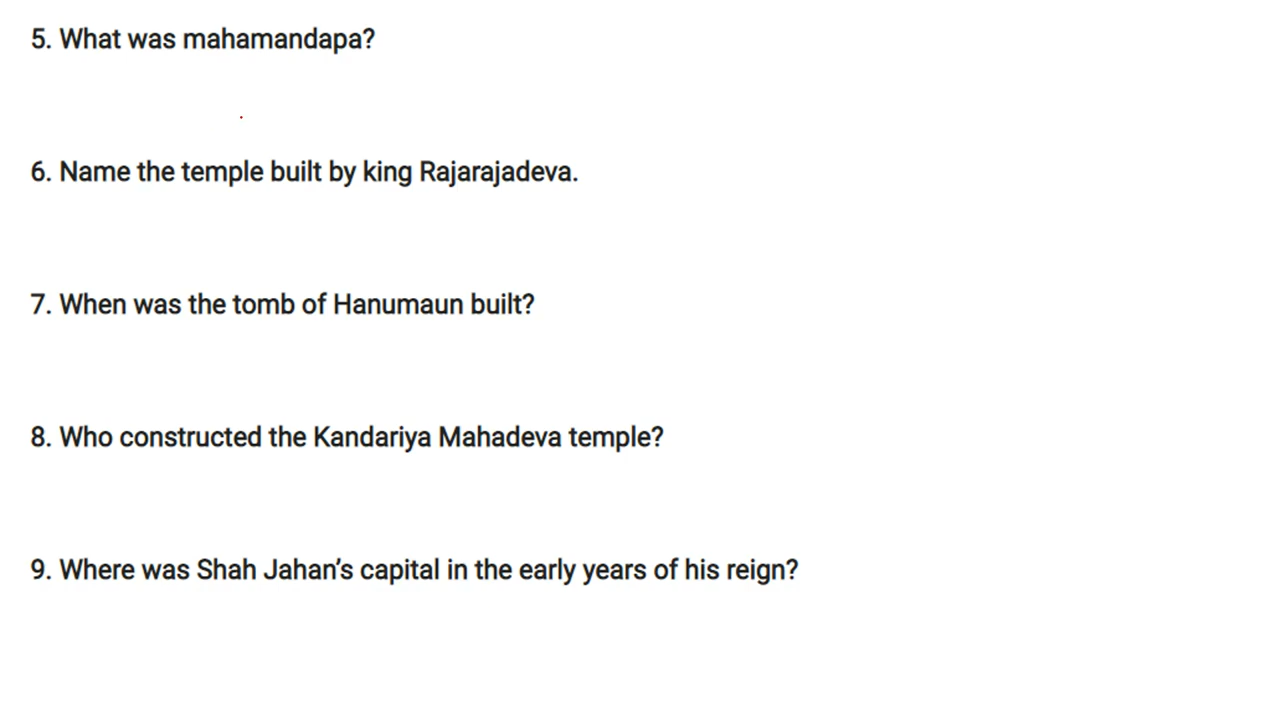 5. What was mahamandapa?
6. Name the temple built by king Rajarajadeva.
7. When was the tomb of Hanumaun built?
8. Who constructed the Kandariya Mahadeva temple?
9. Where was Shah Jahan’s capital in the early years of his reign?